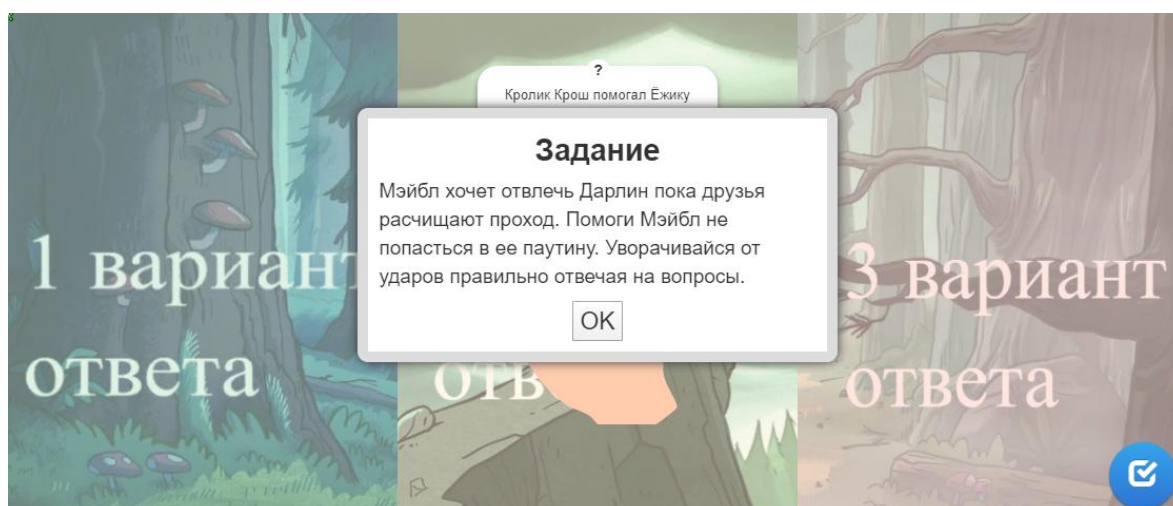 ?
Кролик Крош помогал Ёжику
Задание
Мэйбл хочет отвлечь Дарлин пока друзья
расчищают проход. Помоги Мэйбл не
попасться в ее паутину. Уворачивайся от
ударов правильно отвечая на вопросы.
OK
1 вариант
ответа
отв
3 вариант
ответа